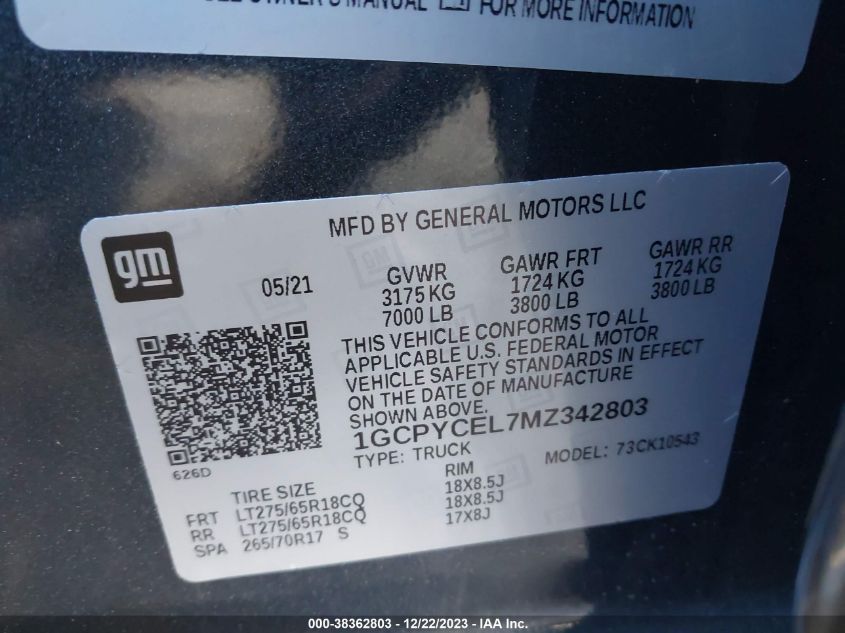 OWNER'S MANUAL FOR MORE INFORMATION
MFD BY GENERAL MOTORS LLC
gm
05/21
GVWR GAWR FRT GAWR RR
3175 KG 1724 KG 1724 KG
7000 LB 3800 LB 3800 LB
THIS VEHICLE CONFORMS TO ALL
APPLICABLE U.S. FEDERAL MOTOR
VEHICLE SAFETY STANDARDS IN EFFECT
ON THE DATE OF MANUFACTURE
SHOWN ABOVE.
1GCPYCEL7MZ342803
TYPE: TRUCK MODEL: 73CK10543
626D
TIRE SIZE RIM
FRT LT275/65R18CQ 18X8.5J
RR LT275/65R18CQ 18X8.5J
SPA 265/70R17 S 17X8J
000-38362803 - 12/22/2023 - IAA Inc.